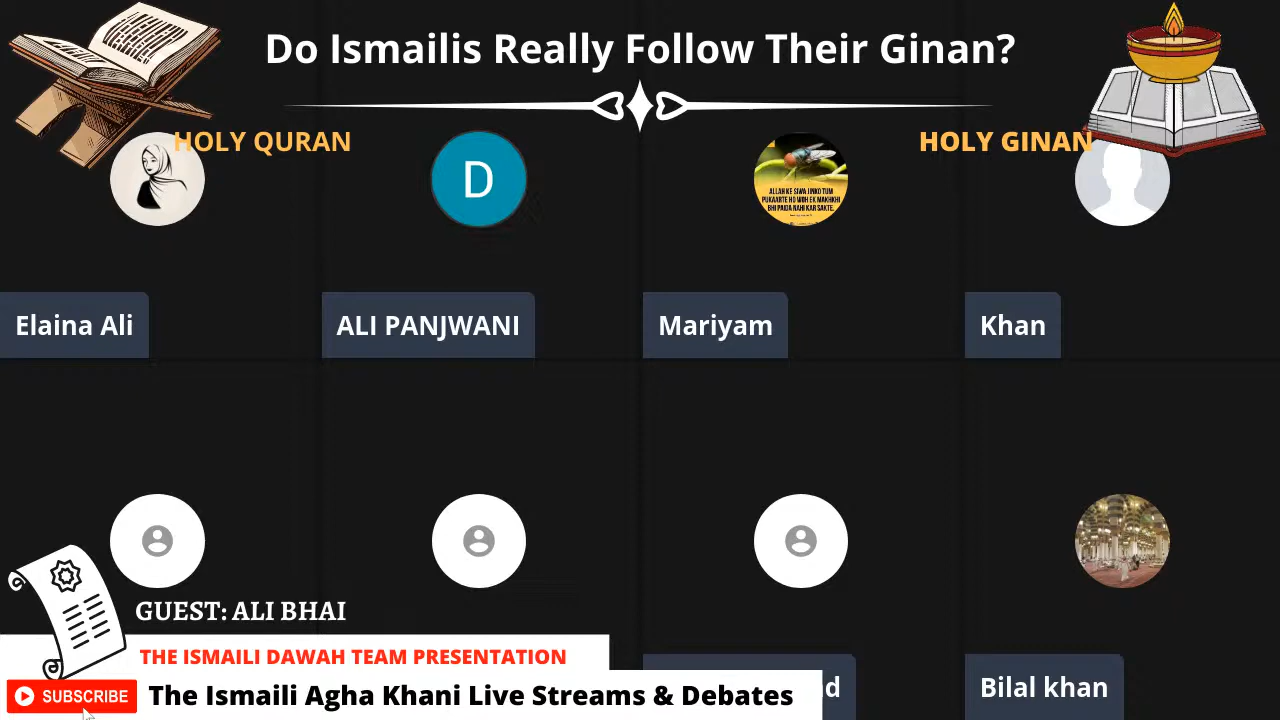 Do Ismailis Really Follow Their Ginan?
HOLY QURAN
HOLY GINAN
D
ALLAH KE SIWA JINKO TUM
PUKAARTE HO WOH EK MAKHKHI
BHI PAIDA NAHI KAR SAKTE.
Elaina Ali
ALI PANJWANI
Mariyam
Khan
GUEST: ALI BHAI
THE ISMAILI DAWAH TEAM PRESENTATION
d
Bilal khan
SUBSCRIBE
The Ismaili Agha Khani Live Streams & Debates